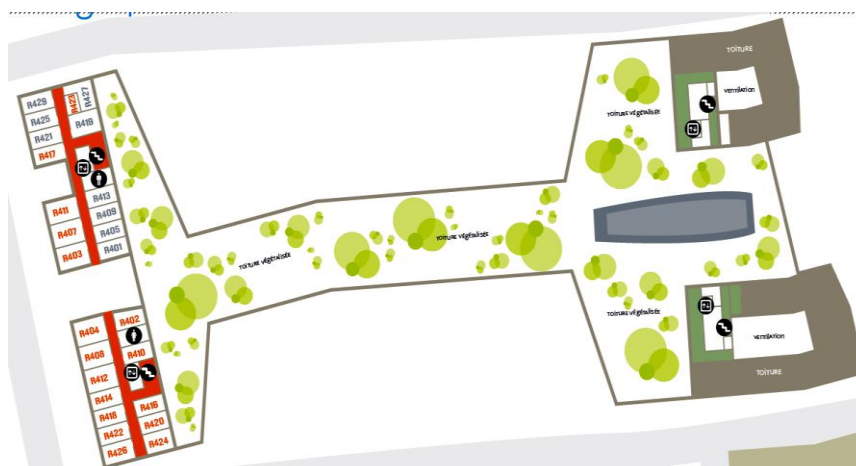 TOITURE
VENTILATION
TOITURE VÉGÉTALISÉE
R429
R423
R427
R425
R419
R421
R417
R413
R411
R409
R407
R405
R403
R401
TOITURE VÉGÉTALISÉE
TOITURE VÉGÉTALISÉE
TOITURE VÉGÉTALISÉE
R404
R402
R408
R410
R412
R414
R416
R418
R420
R422
R424
R426
VENTILATION
TOITURE